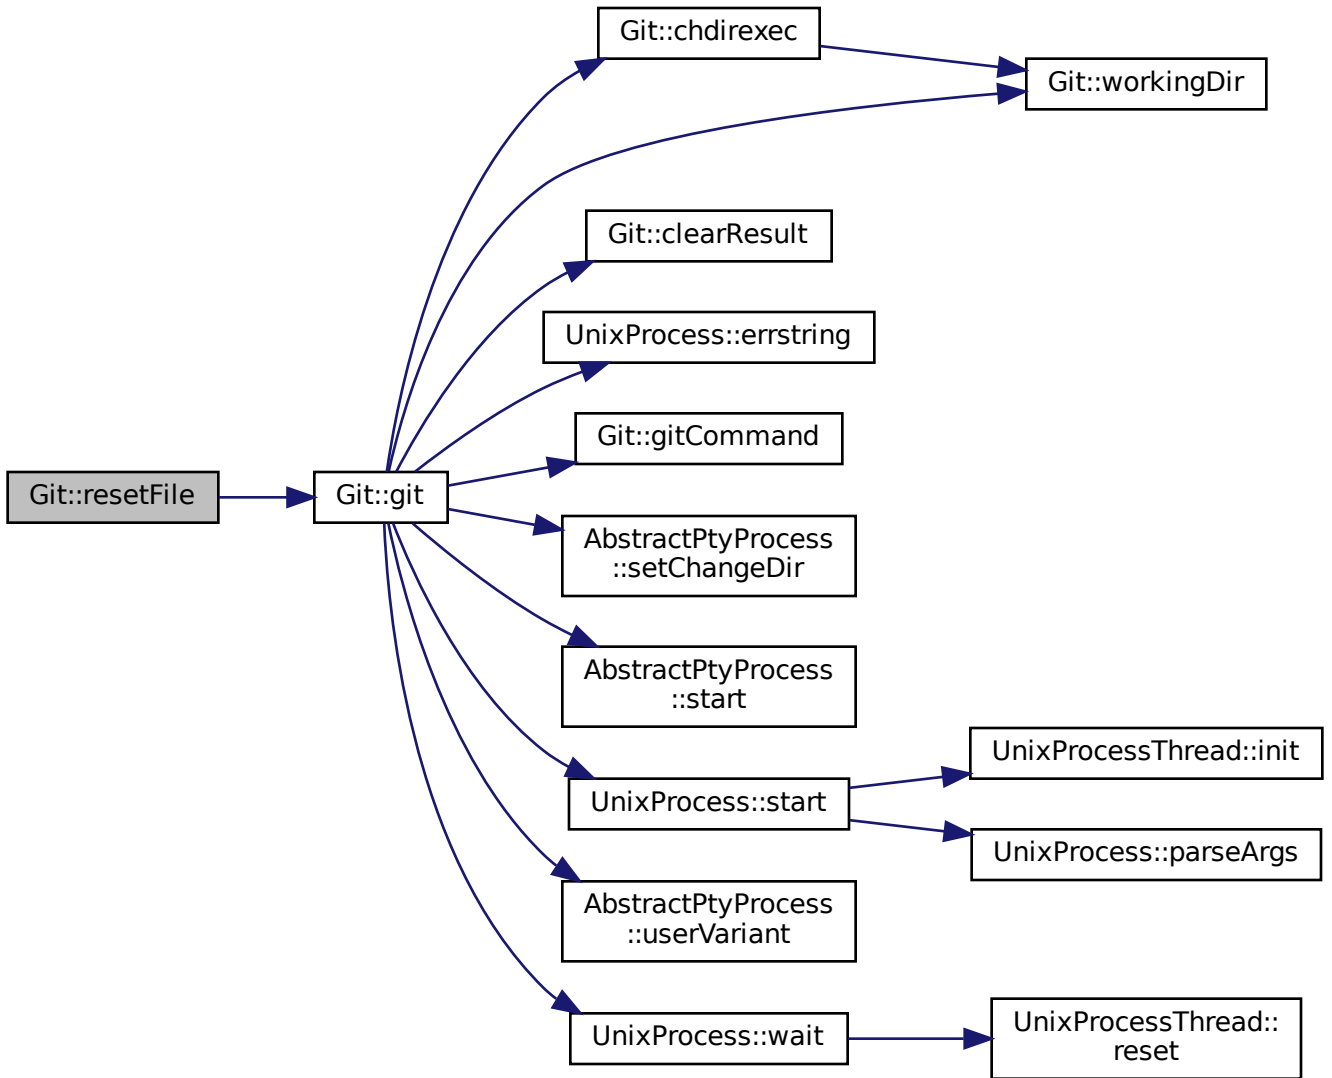 Git::chdirexec
Git::workingDir
Git::clearResult
UnixProcess::errstring
Git::gitCommand
Git::resetFile
Git::git
AbstractPtyProcess
::setChangeDir
AbstractPtyProcess
::start
UnixProcessThread::init
UnixProcess::start
UnixProcess::parseArgs
AbstractPtyProcess
::userVariant
UnixProcess::wait
UnixProcessThread::
reset